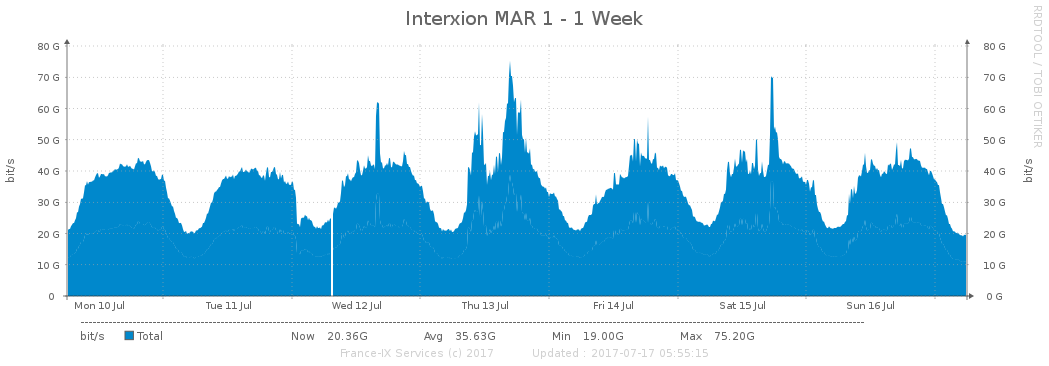 Interxion MAR 1 - 1 Week
RRDTOOL / TOBI OETIKER
80 G 80 G
70 G 70 G
60 G 60 G
50 G 50 G
40 G 40 G
30 G 30 G
20 G 20 G
10 G 10 G
0 0 G
bit/s
bit/s
Mon 10 Jul Tue 11 Jul Wed 12 Jul Thu 13 Jul Fri 14 Jul Sat 15 Jul Sun 16 Jul
bit/s Total Now 20.36G Avg 35.63G Min 19.00G Max 75.20G
France-IX Services (c) 2017 Updated : 2017-07-17 05:55:15